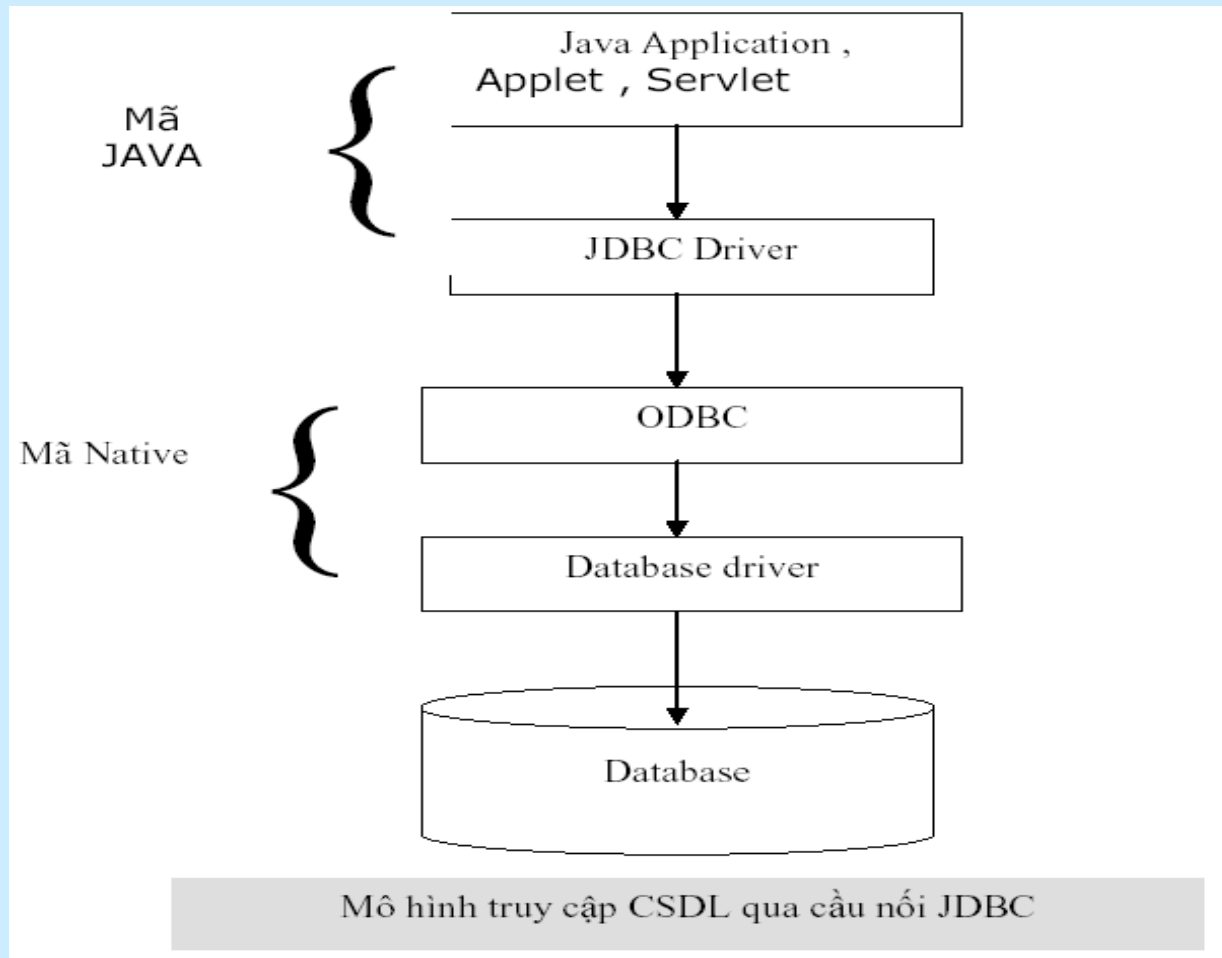 Java Application ,
Applet , Servlet
Mã
JAVA
JDBC Driver
ODBC
Mã Native
Database driver
Database
Mô hình truy cập CSDL qua cầu nối JDBC